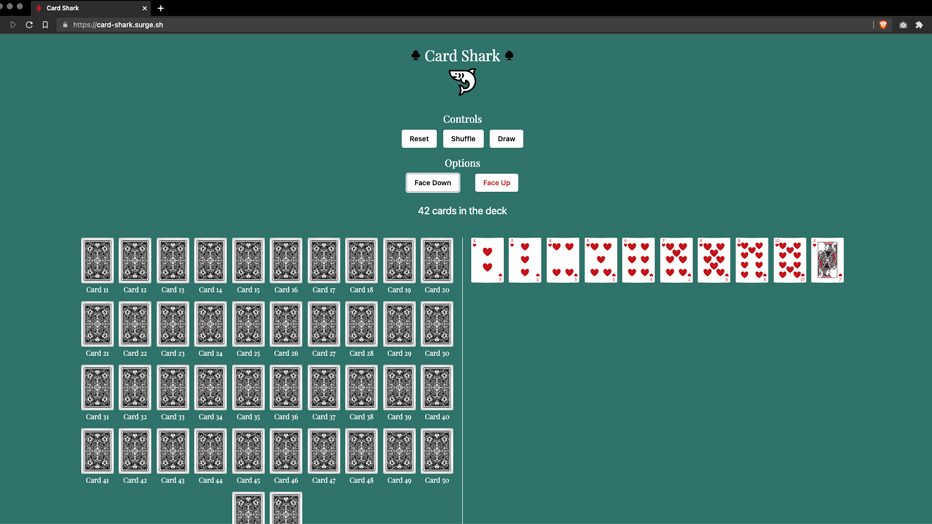 Card Shark
https://card-shark.surge.sh
Card Shark
Controls
Reset Shuffle Draw
Options
Face Down Face Up
42 cards in the deck
Card 11 Card 12 Card 13 Card 14 Card 15 Card 16 Card 17 Card 18 Card 19 Card 20
Card 21 Card 22 Card 23 Card 24 Card 25 Card 26 Card 27 Card 28 Card 29 Card 30
Card 31 Card 32 Card 33 Card 34 Card 35 Card 36 Card 37 Card 38 Card 39 Card 40
Card 41 Card 42 Card 43 Card 44 Card 45 Card 46 Card 47 Card 48 Card 49 Card 50